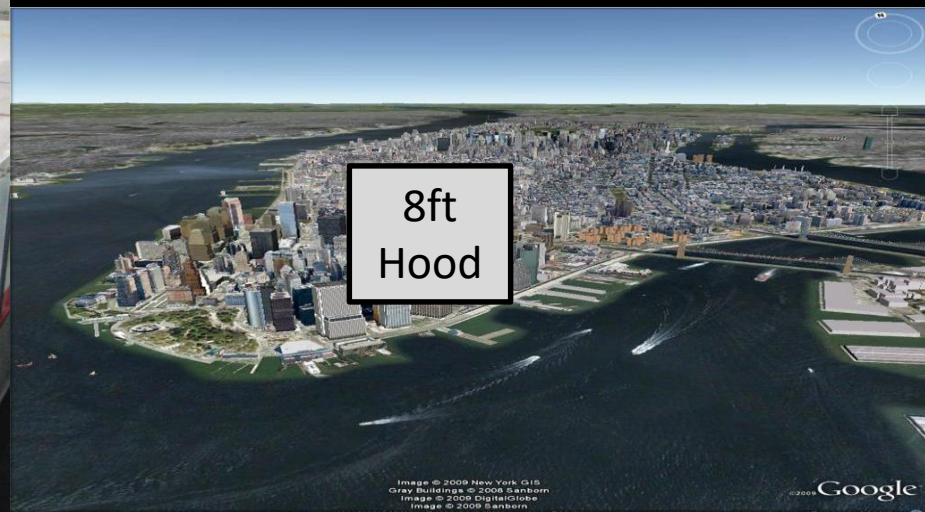 N
8ft
Hood
Image © 2009 New York GIS
Gray Buildings © 2008 Sanborn
Image © 2009 DigitalGlobe
Image © 2009 Sanborn
©2009 Google